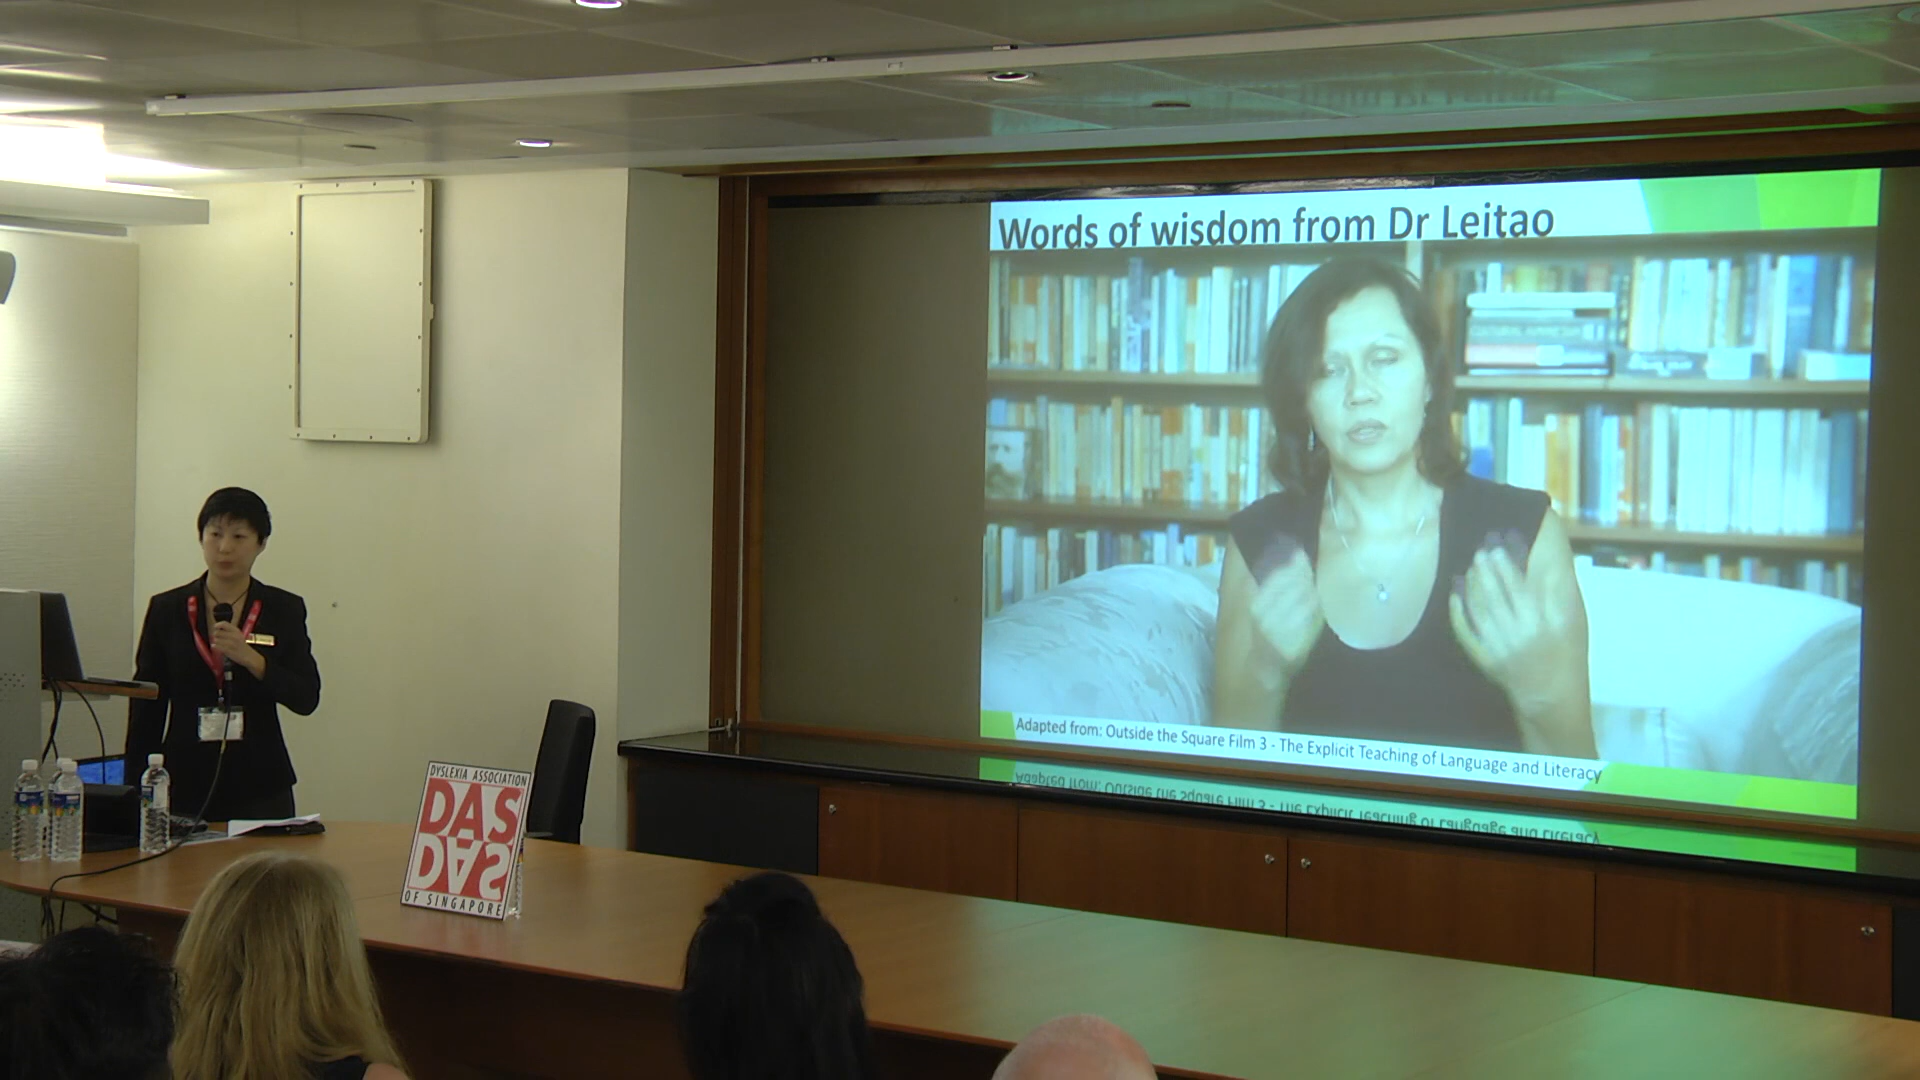 Words of wisdom from Dr Leitao
Adapted from: Outside the Square Film 3 - The Explicit Teaching of Language and Literacy
DYSLEXIA ASSOCIATION
DAS
DAS
OF SINGAPORE